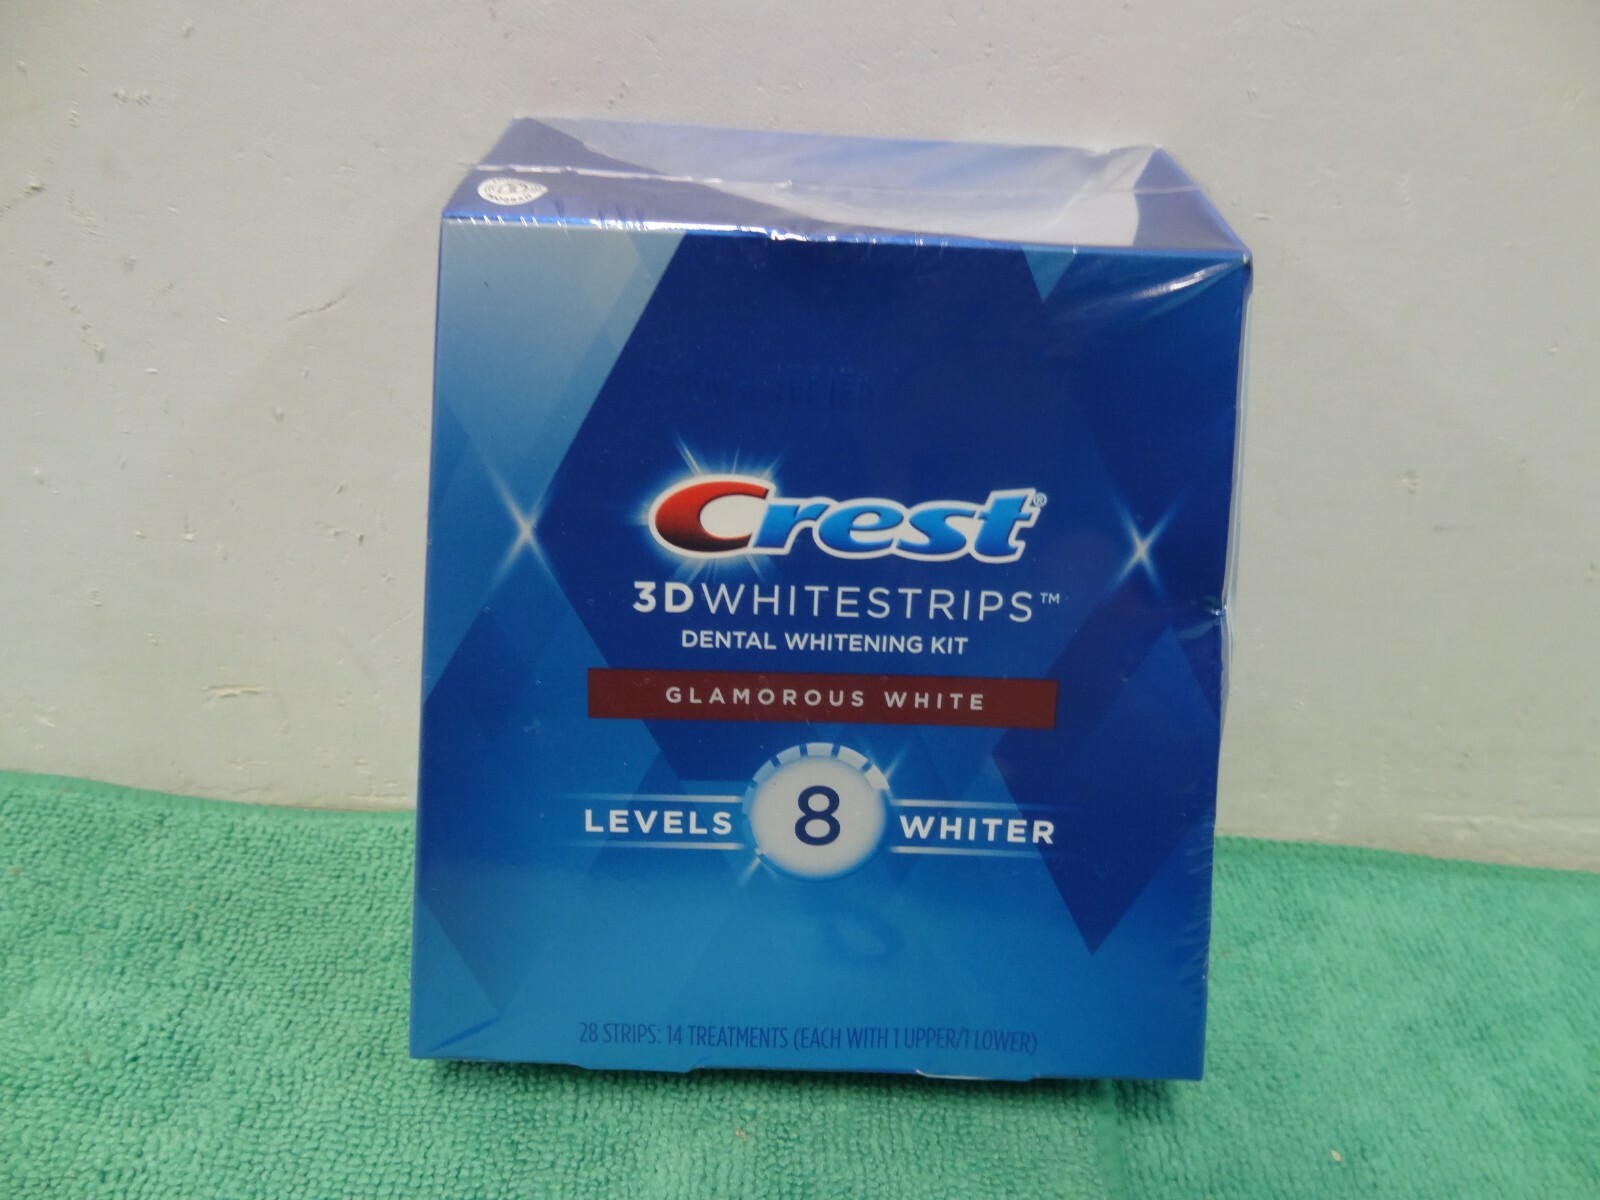 Crest®
3DWHITESTRIPS™
DENTAL WHITENING KIT
GLAMOROUS WHITE
LEVELS 8 WHITER
28 STRIPS: 14 TREATMENTS (EACH WITH 1 UPPER/1 LOWER)